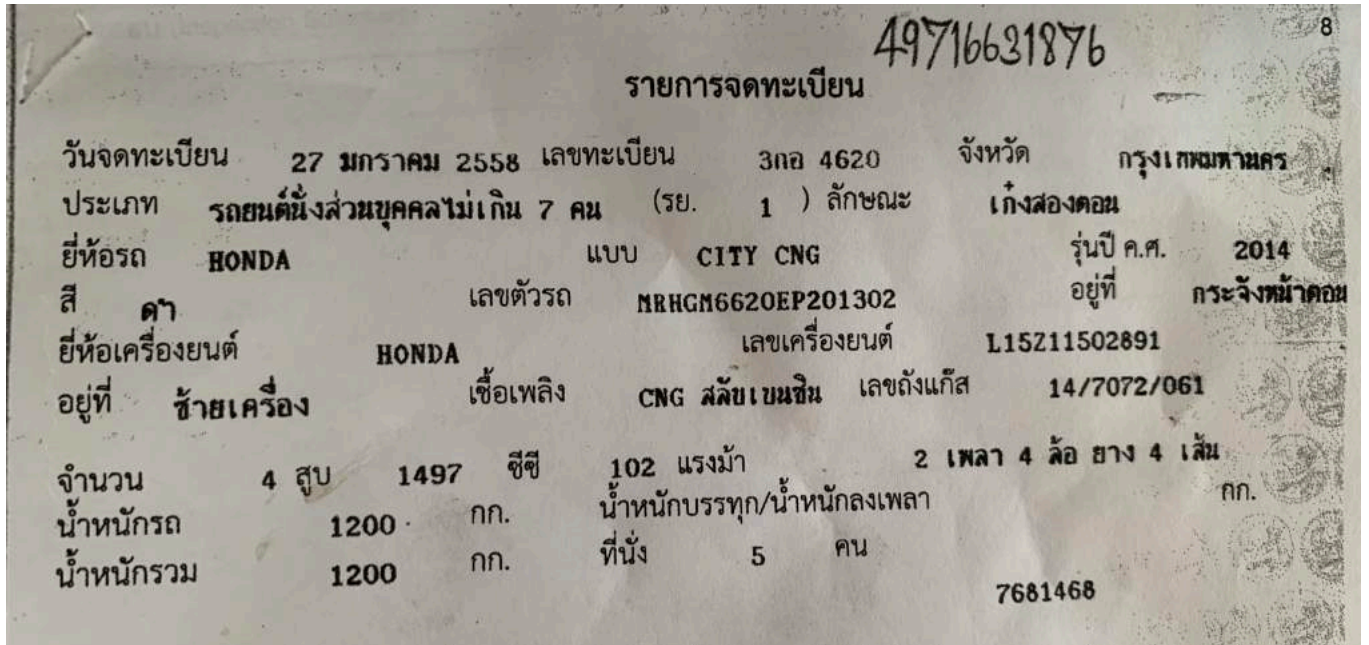 49716631876 8
รายการจดทะเบียน
วันจดทะเบียน 27 มกราคม 2558 เลขทะเบียน 3กอ 4620 จังหวัด กรุงเทพมหานคร
ประเภท รถยนต์นั่งส่วนบุคคลไม่เกิน 7 คน (รย. 1 ) ลักษณะ เก๋งสองตอน
ยี่ห้อรถ HONDA แบบ CITY CNG รุ่นปี ค.ศ. 2014
สี ดำ เลขตัวรถ MRHGM6620EP201302 อยู่ที่ กระจังหน้าตอน
ยี่ห้อเครื่องยนต์ HONDA เลขเครื่องยนต์ L15Z11502891
อยู่ที่ ซ้ายเครื่อง เชื้อเพลิง CNG สลับเบนซิน เลขถังแก๊ส 14/7072/061
จำนวน 4 สูบ 1497 ซีซี 102 แรงม้า 2 เพลา 4 ล้อ ยาง 4 เส้น
น้ำหนักรถ 1200 กก. น้ำหนักบรรทุก/น้ำหนักลงเพลา กก.
น้ำหนักรวม 1200 กก. ที่นั่ง 5 คน
7681468